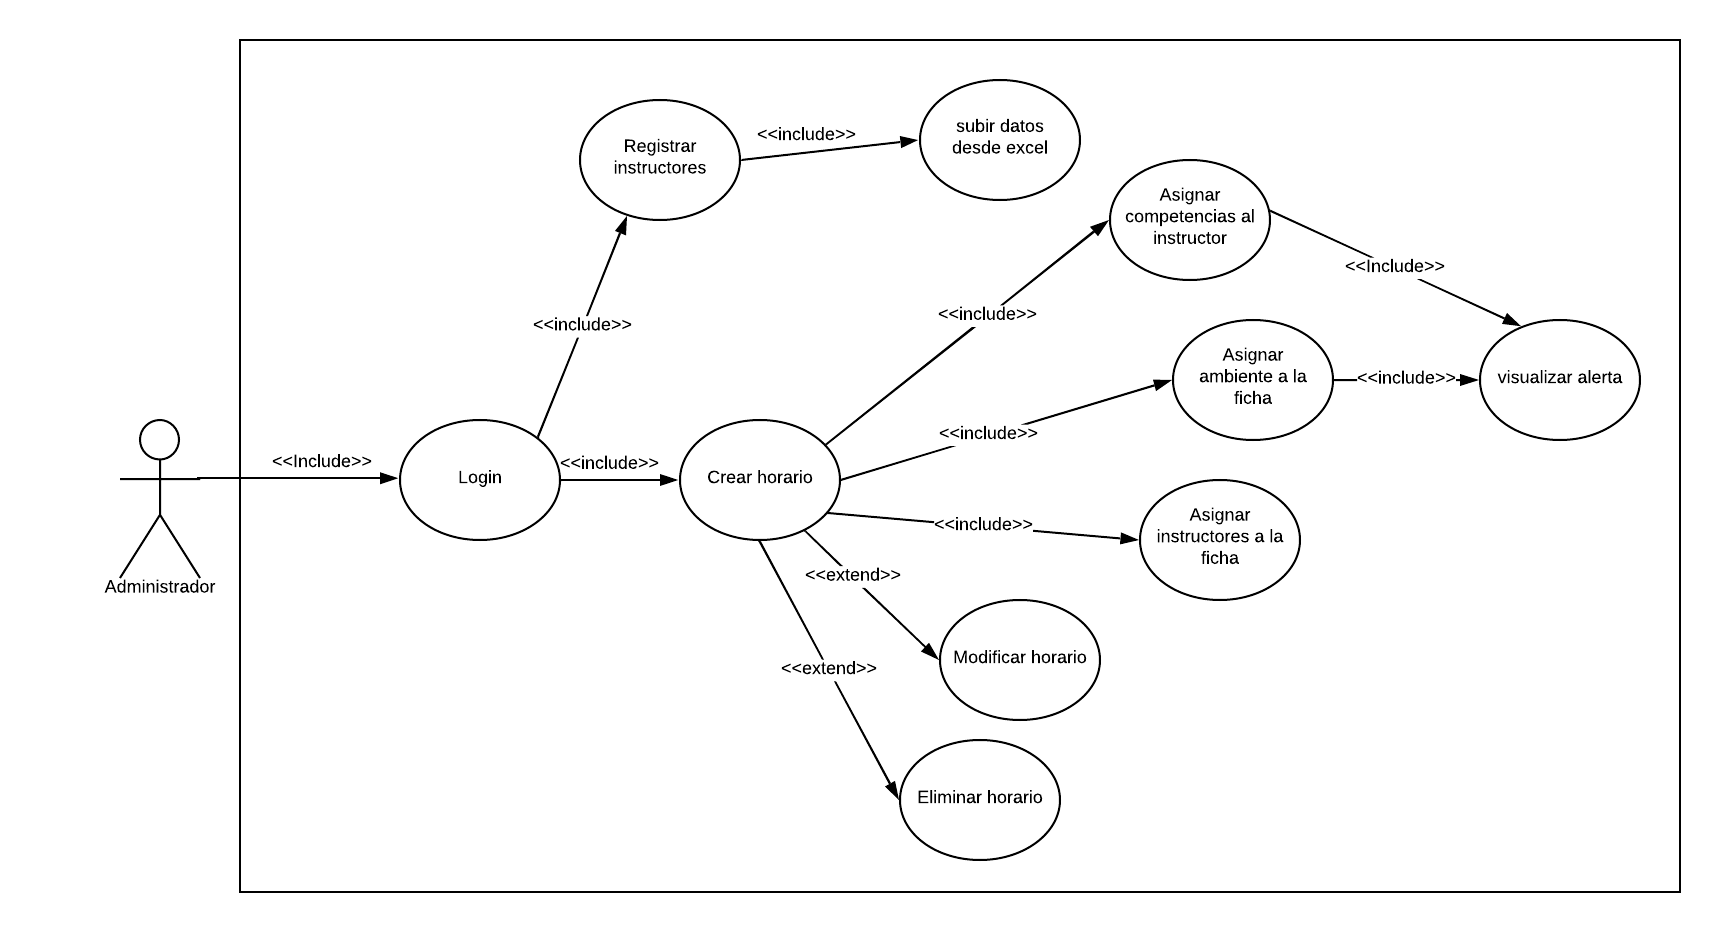 subir datos
desde excel
<<include>>
Registrar
instructores
Asignar
competencias al
instructor
<<Include>>
<<include>>
<<include>>
Asignar
ambiente a la
ficha
<<include>>
visualizar alerta
<<include>>
<<Include>>
Login
<<include>>
Crear horario
<<include>>
Asignar
instructores a la
ficha
<<extend>>
Administrador
Modificar horario
<<extend>>
Eliminar horario